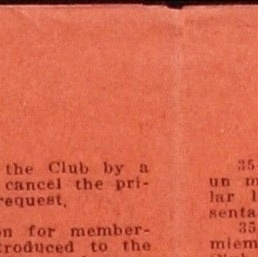 the Club by a
cancel the pri-
request,
on for member-
troduced to the
35
un m
lar l
senta
35
miem